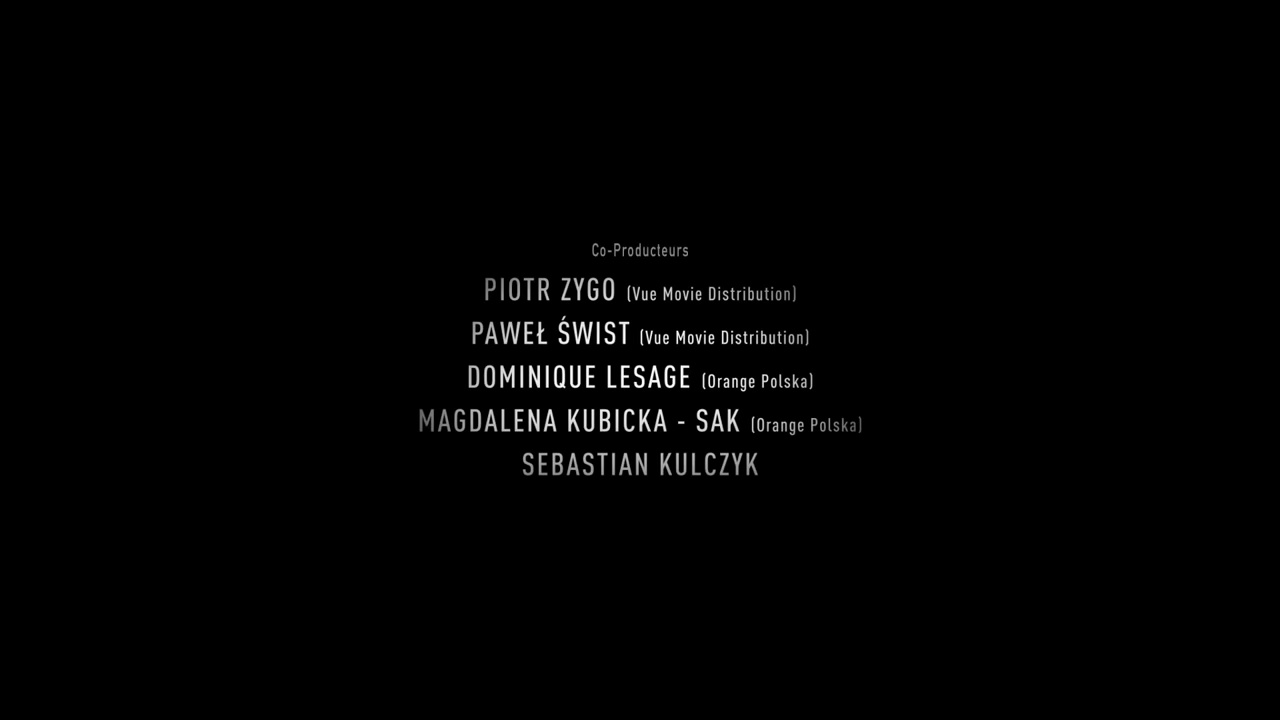 Co-Producteurs
PIOTR ZYGO (Vue Movie Distribution)
PAWEŁ ŚWIST (Vue Movie Distribution)
DOMINIQUE LESAGE (Orange Polska)
MAGDALENA KUBICKA - SAK (Orange Polska)
SEBASTIAN KULCZYK